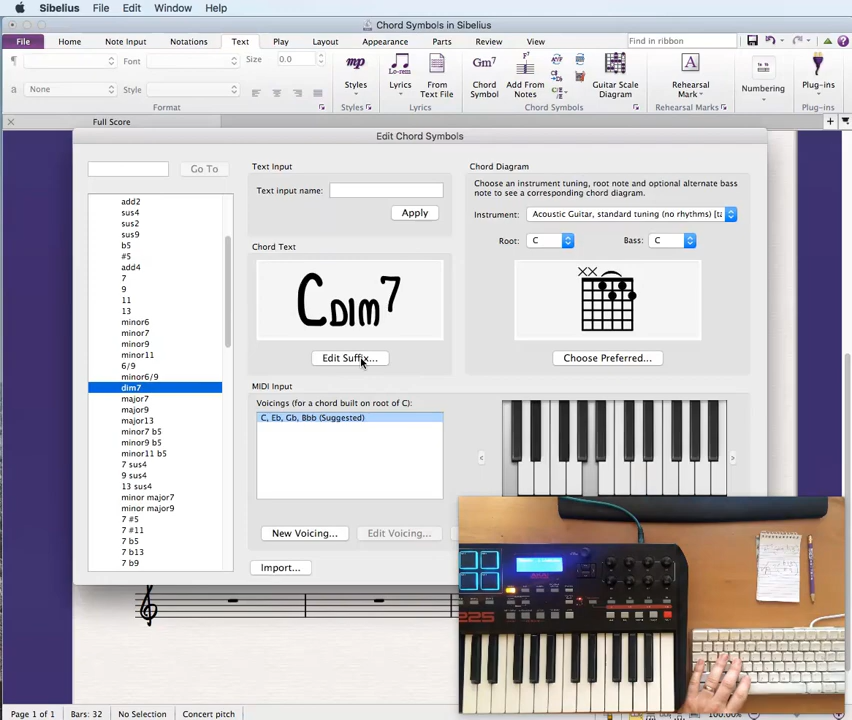 Sibelius File Edit Window Help
Chord Symbols in Sibelius
File Home Note Input Notations Text Play Layout Appearance Parts Review View Find in ribbon
¶ Font Size 0.0
a None Style
Format
mp Styles
Styles
Lo-rem Lyrics
From Text File
Lyrics
Gm7 Chord Symbol
Add From Notes
Guitar Scale Diagram
Chord Symbols
A Rehearsal Mark
Rehearsal Marks
Numbering
Plug-ins
Plug-ins
Full Score
Edit Chord Symbols
Go To
add2
sus4
sus2
sus9
b5
#5
add4
7
9
11
13
minor6
minor7
minor9
minor11
6/9
minor6/9
dim7
major7
major9
major13
minor7 b5
minor9 b5
minor11 b5
7 sus4
9 sus4
13 sus4
minor major7
minor major9
7 #5
7 #11
7 b5
7 b13
7 b9
Text Input
Text input name:
Apply
Chord Text
CDIM7
Edit Suffix...
Chord Diagram
Choose an instrument tuning, root note and optional alternate bass
note to see a corresponding chord diagram.
Instrument: Acoustic Guitar, standard tuning (no rhythms) [ta
Root: C Bass: C
XX
Choose Preferred...
MIDI Input
Voicings (for a chord built on root of C):
C, Eb, Gb, Bbb (Suggested)
< >
New Voicing... Edit Voicing...
Import...
225
Page 1 of 1 Bars: 32 No Selection Concert pitch